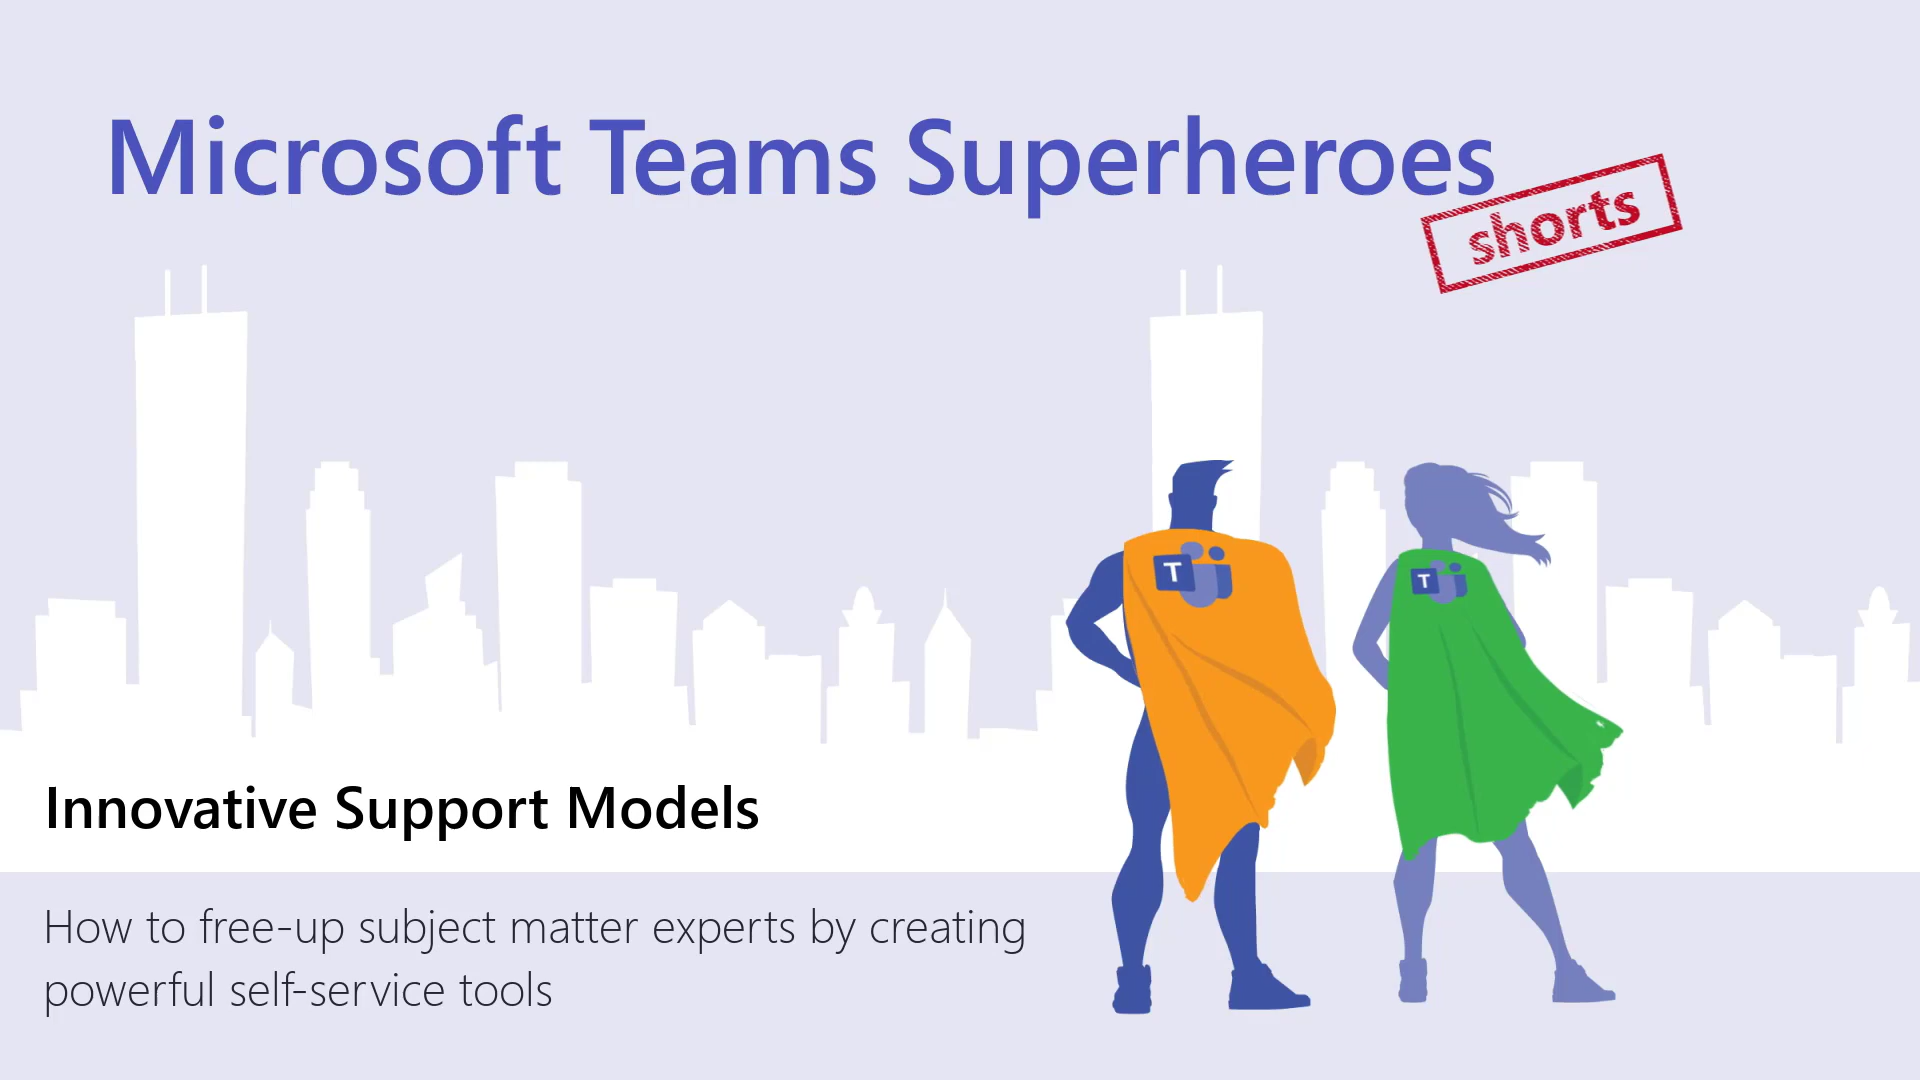 Microsoft Teams Superheroes
shorts
T
T
Innovative Support Models
How to free-up subject matter experts by creating
powerful self-service tools